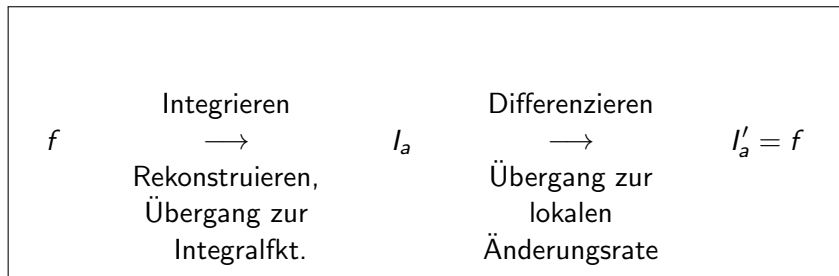 Integrieren Differenzieren
f ⟶ I_a ⟶ I'_a = f
Rekonstruieren, Übergang zur
Übergang zur lokalen
Integralfkt. Änderungsrate